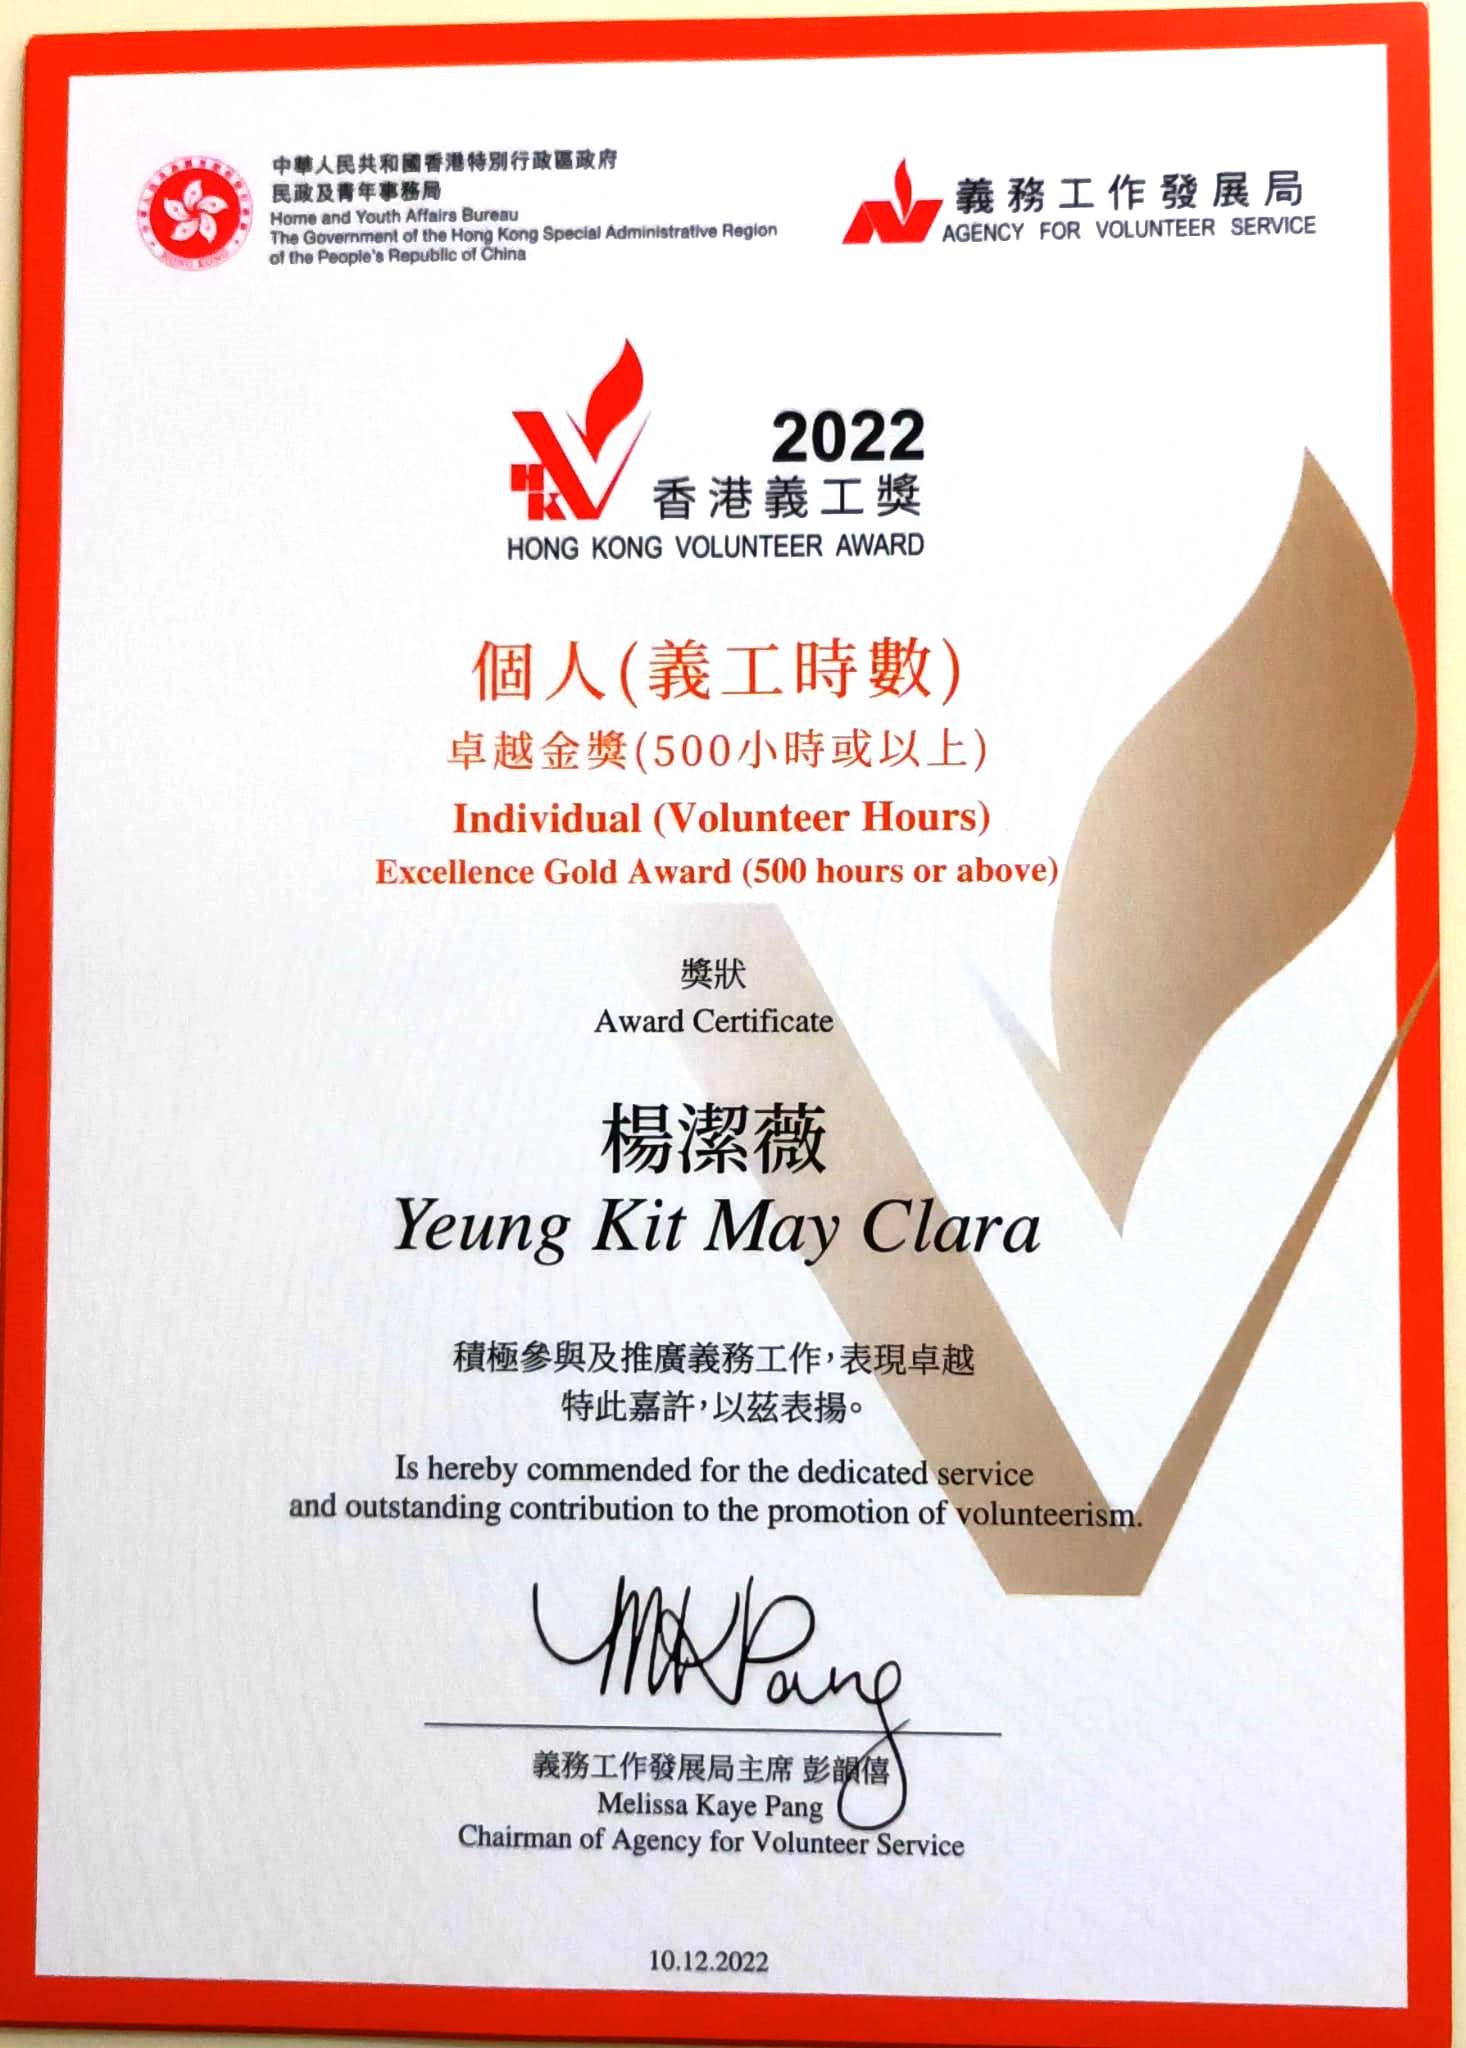 中華人民共和國香港特別行政區政府
民政及青年事務局
Home and Youth Affairs Bureau
The Government of the Hong Kong Special Administrative Region
of the People's Republic of China
義務工作發展局
AGENCY FOR VOLUNTEER SERVICE
HK
2022
香港義工獎
HONG KONG VOLUNTEER AWARD
個人(義工時數)
卓越金獎(500小時或以上)
Individual (Volunteer Hours)
Excellence Gold Award (500 hours or above)
獎狀
Award Certificate
楊潔薇
Yeung Kit May Clara
積極參與及推廣義務工作，表現卓越
特此嘉許，以茲表揚。
Is hereby commended for the dedicated service
and outstanding contribution to the promotion of volunteerism.
義務工作發展局主席 彭韻僖
Melissa Kaye Pang
Chairman of Agency for Volunteer Service
10.12.2022